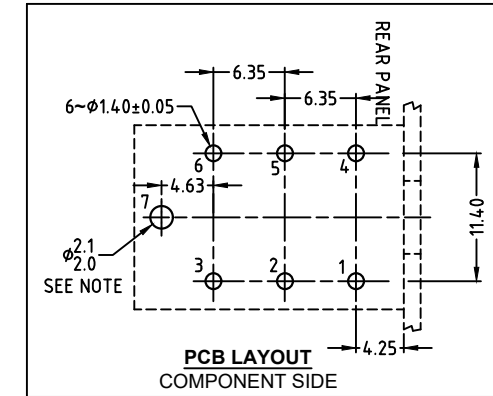 REAR PANEL
6.35
6.35
6~Φ1.40±0.05
6
5
4
4.63
7
11.40
Φ2.1
2.0
SEE NOTE
3
2
1
4.25
PCB LAYOUT
COMPONENT SIDE